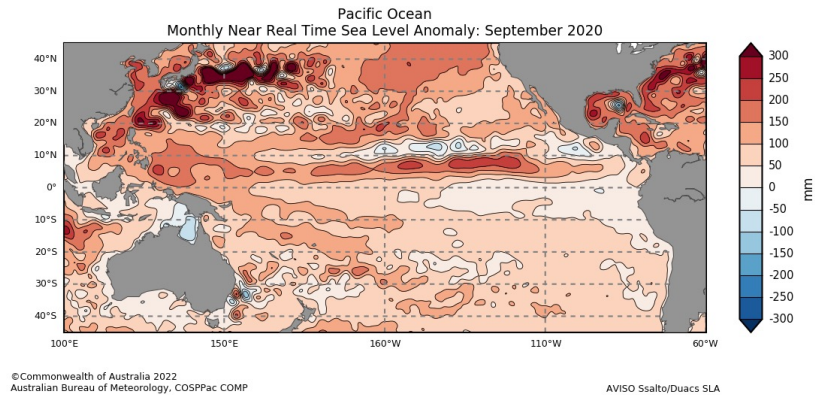 Pacific Ocean
Monthly Near Real Time Sea Level Anomaly: September 2020
40°N
30°N
20°N
10°N
0°
10°S
20°S
30°S
40°S
100°E
150°E
160°W
110°W
60°W
300
250
200
150
100
50
0
-50
-100
-150
-200
-250
-300
mm
©Commonwealth of Australia 2022
Australian Bureau of Meteorology, COSPPac COMP
AVISO Ssalto/Duacs SLA